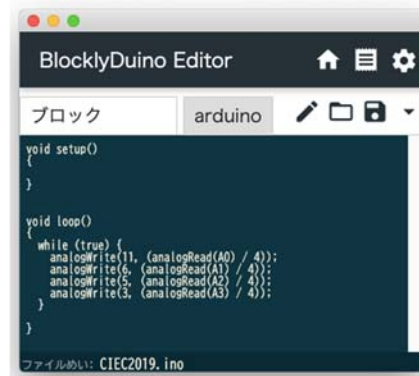 BlocklyDuino Editor
ブロック
arduino
void setup()
{
}
void loop()
{
while (true) {
analogWrite(11, (analogRead(A0) / 4));
analogWrite(6, (analogRead(A1) / 4));
analogWrite(5, (analogRead(A2) / 4));
analogWrite(3, (analogRead(A3) / 4));
}
}
ファイルめい: CIEC2019.ino